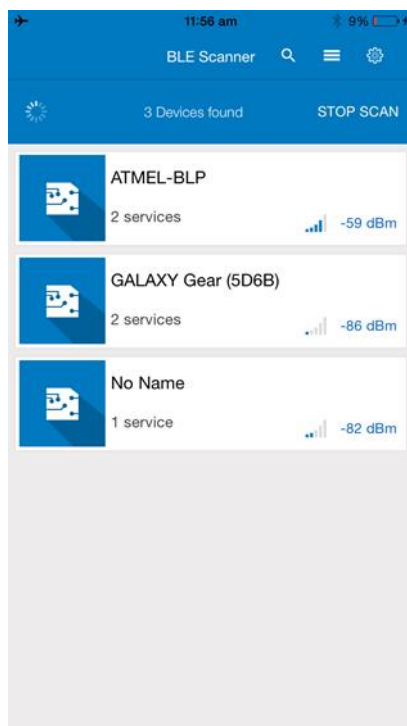 11:56 am 9%
BLE Scanner
3 Devices found STOP SCAN
ATMEL-BLP
2 services -59 dBm
GALAXY Gear (5D6B)
2 services -86 dBm
No Name
1 service -82 dBm